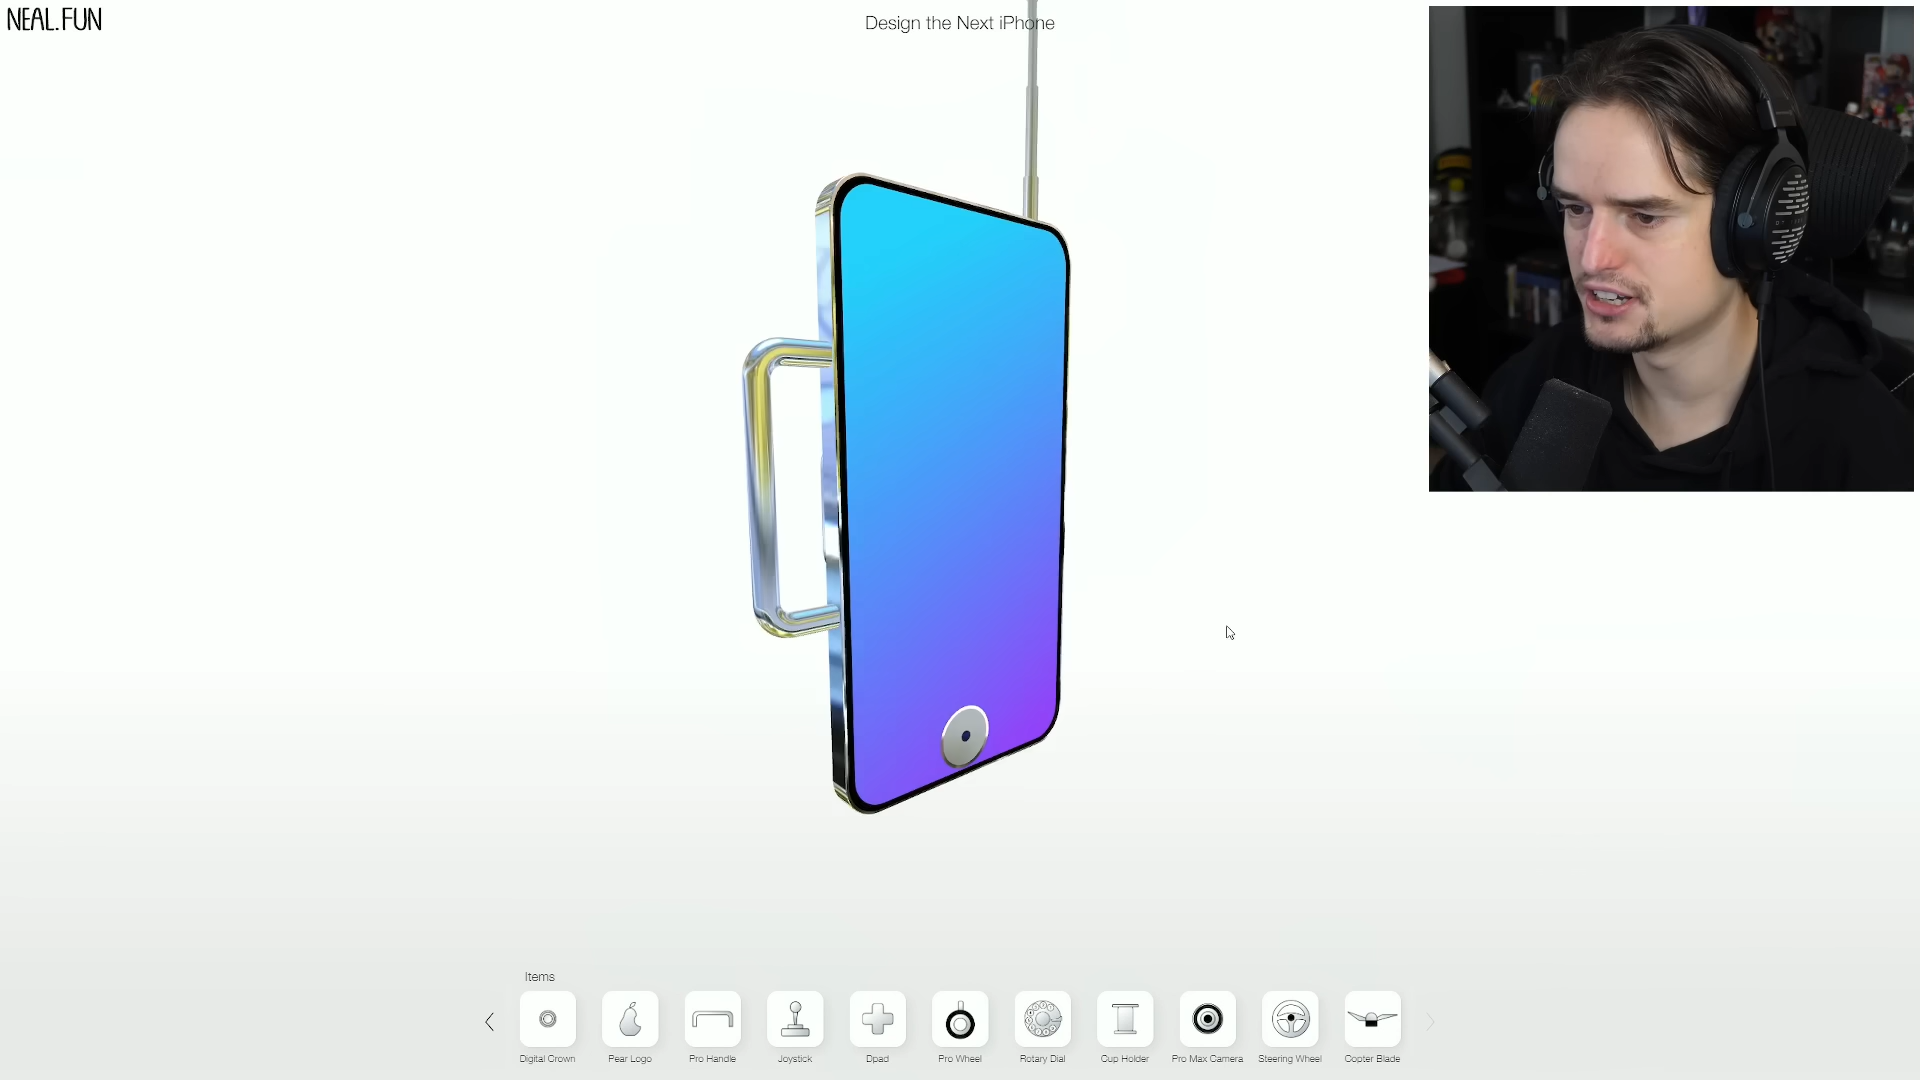 NEAL.FUN
Design the Next iPhone
Items
Digital Crown
Pear Logo
Pro Handle
Joystick
Dpad
Pro Wheel
Rotary Dial
Cup Holder
Pro Max Camera
Steering Wheel
Copter Blade